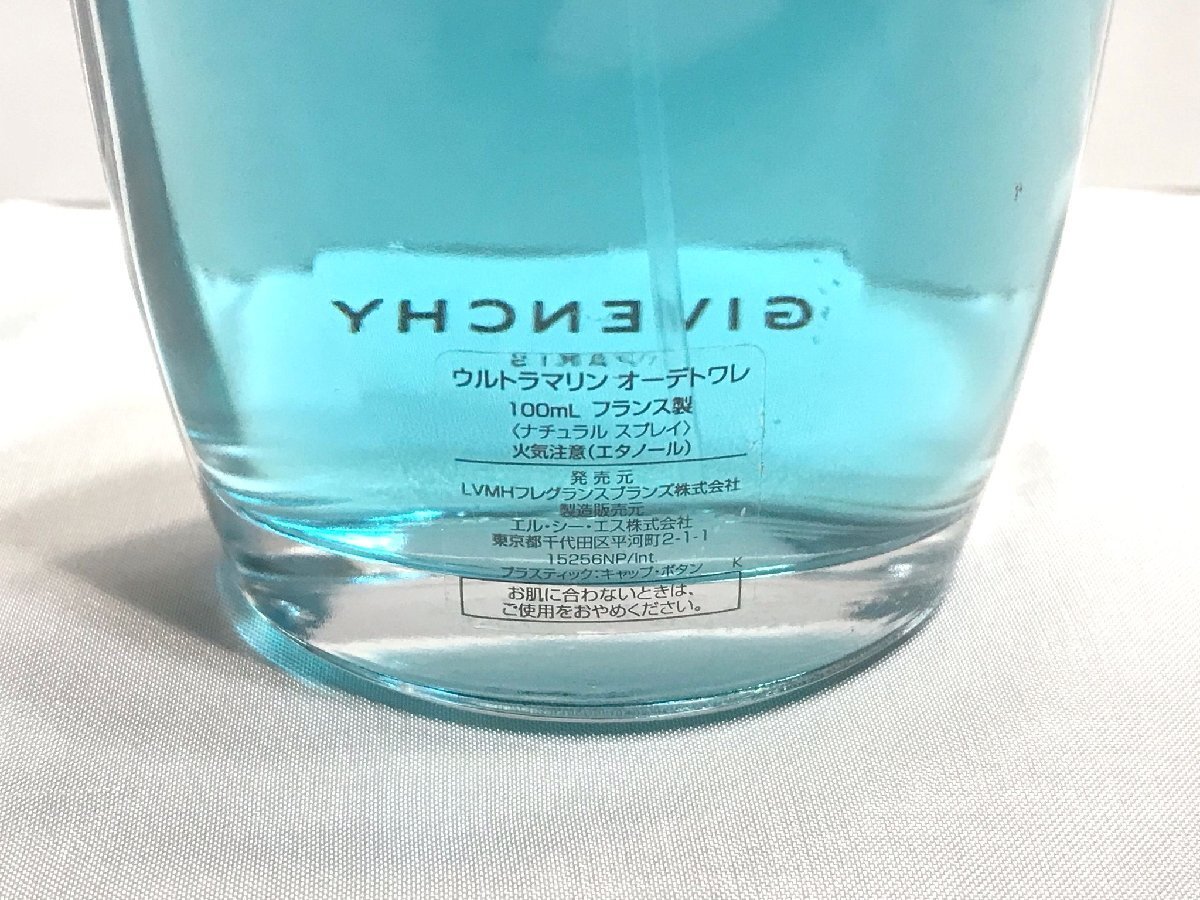 GIVENCHY
PARIS
ウルトラマリン オーデトワレ
100mL フランス製
〈ナチュラル スプレイ〉
火気注意(エタノール)
発売元
LVMHフレグランスブランズ株式会社
製造販売元
エル・シー・エス株式会社
東京都千代田区平河町2-1-1
15256NP/Int.
プラスティック:キャップ・ボタン K
お肌に合わないときは、
ご使用をおやめください。